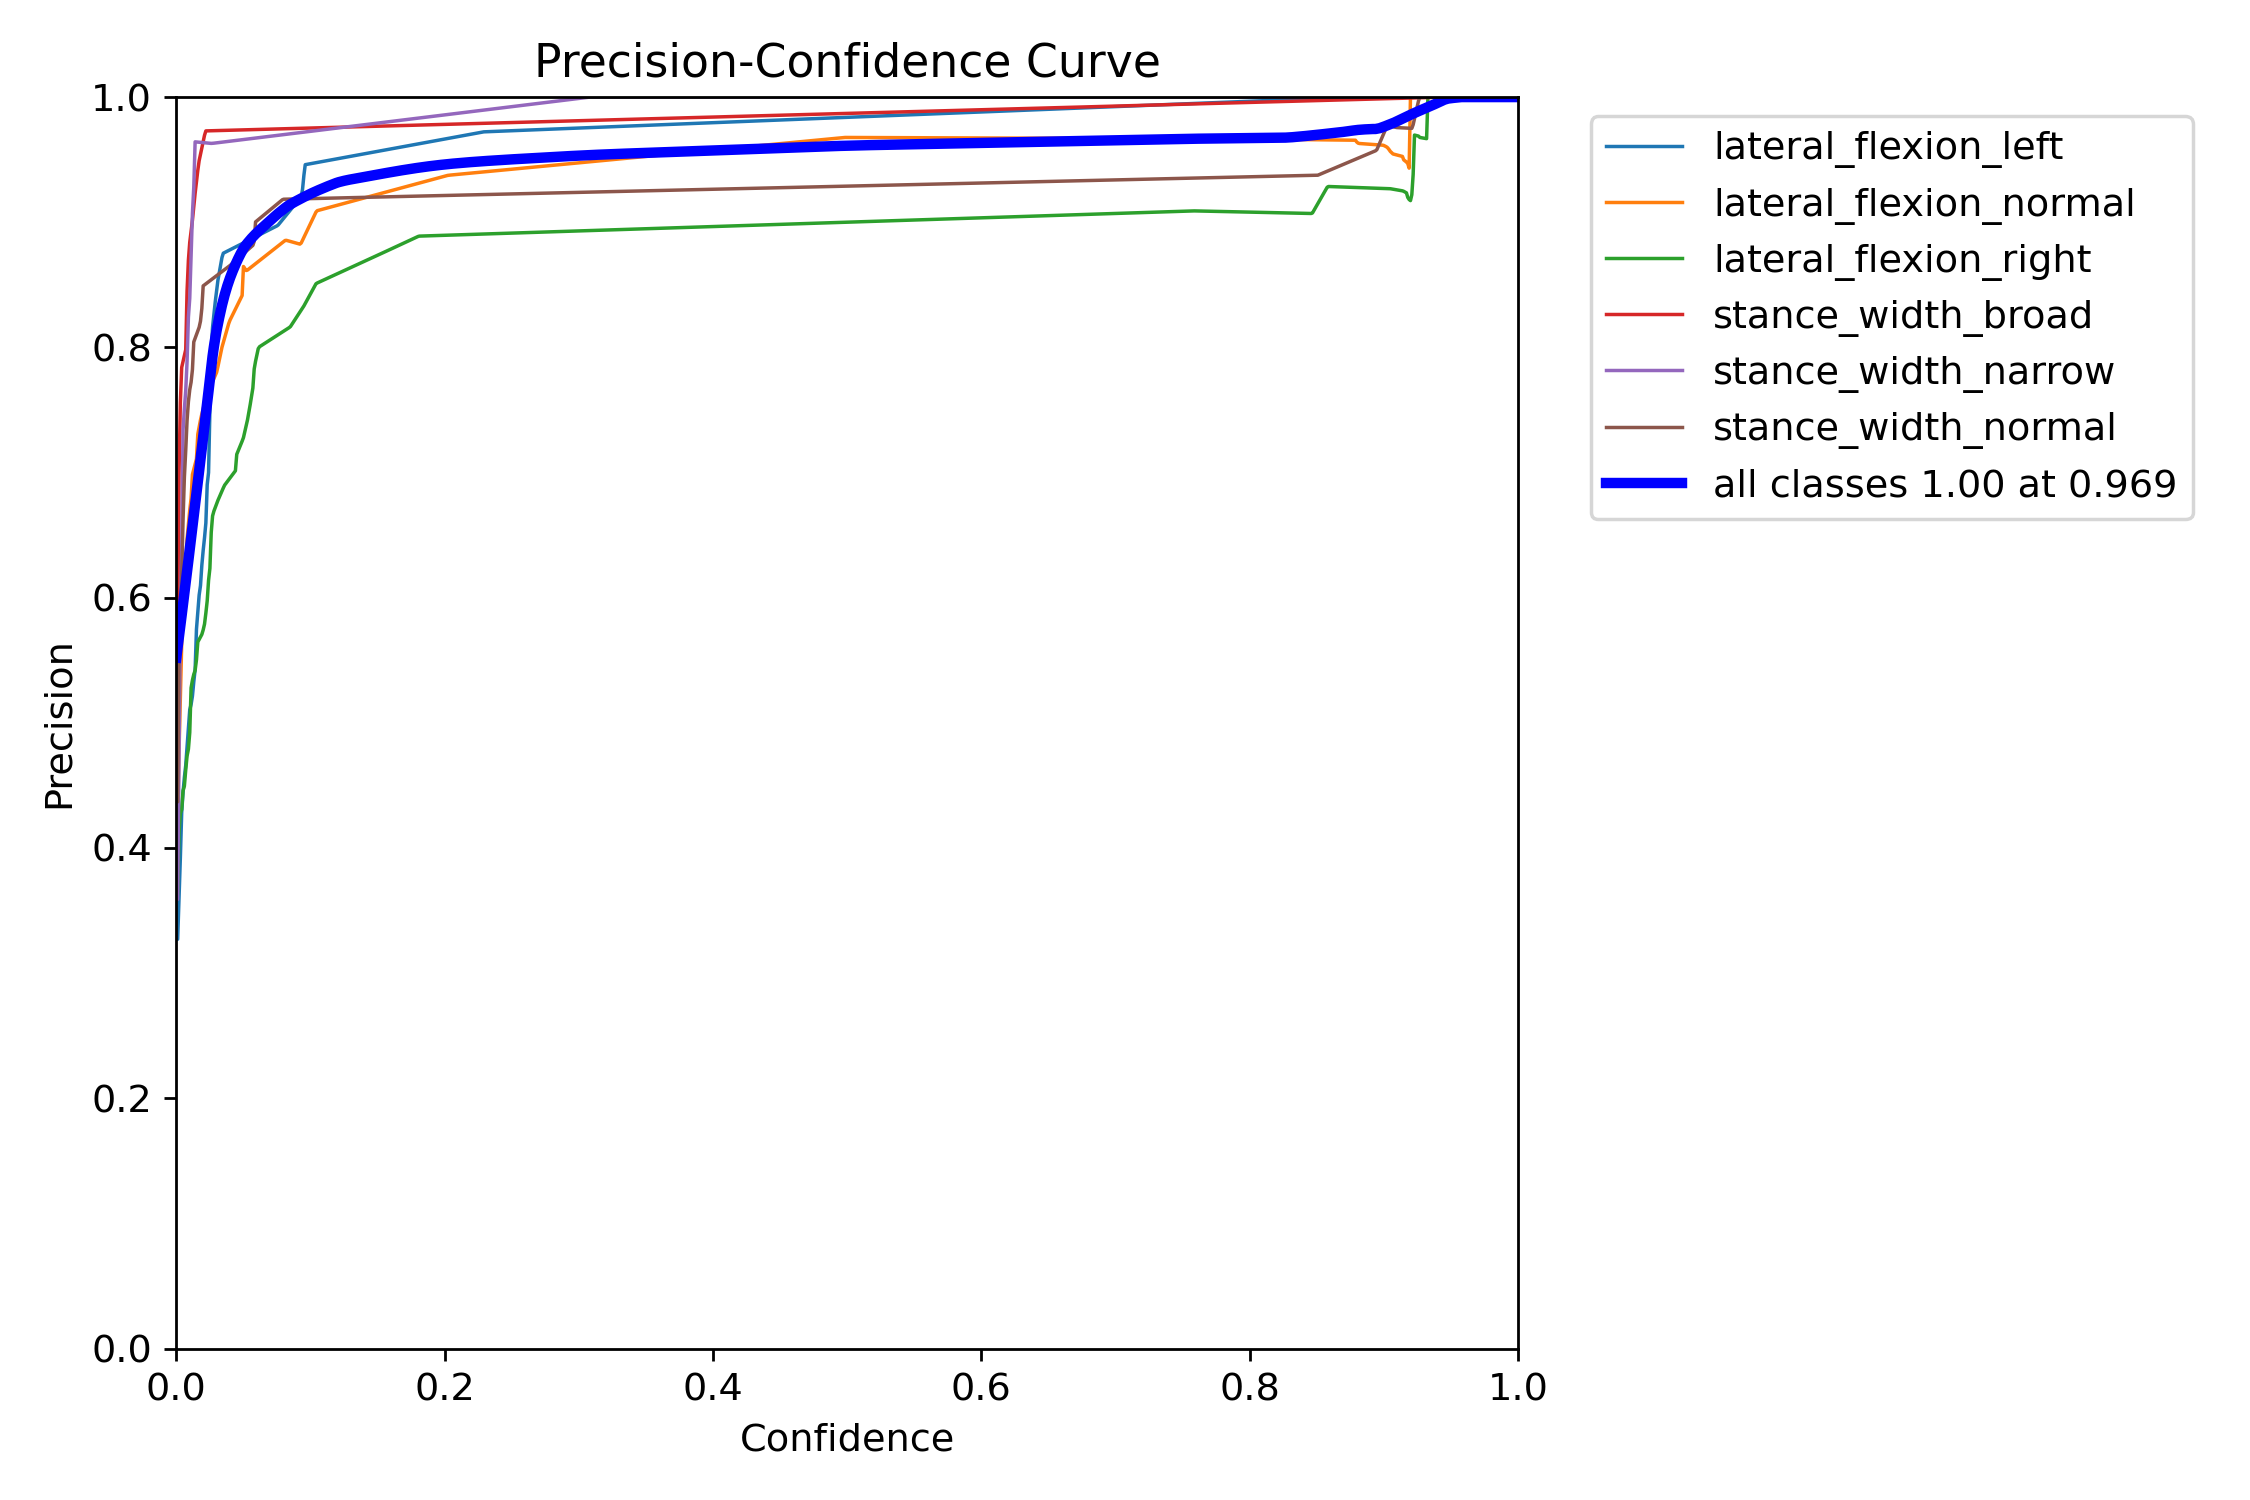 Precision-Confidence Curve
1.0
0.8
0.6
0.4
0.2
0.0
Precision
0.0 0.2 0.4 0.6 0.8 1.0
Confidence
lateral_flexion_left
lateral_flexion_normal
lateral_flexion_right
stance_width_broad
stance_width_narrow
stance_width_normal
all classes 1.00 at 0.969